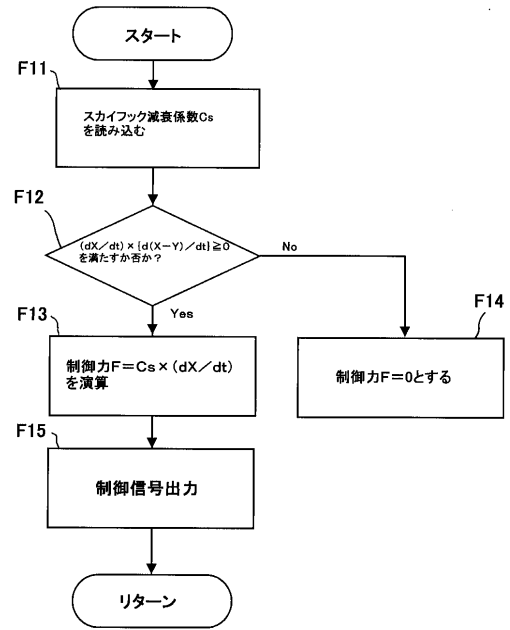 スタート
F11
スカイフック減衰係数Cs
を読み込む
F12
(dX/dt)×{d(X-Y)/dt}≧0
を満たすか否か?
No
Yes
F13
制御力F=Cs×(dX/dt)
を演算
F14
制御力F=0とする
F15
制御信号出力
リターン